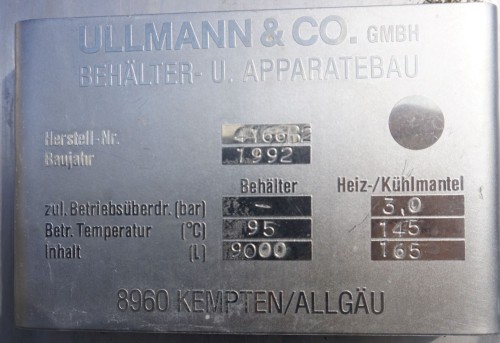 ULLMANN & CO. GMBH
BEHÄLTER- U. APPARATEBAU
Herstell-Nr.
Baujahr 1992
Behälter Heiz-/Kühlmantel
zul. Betriebsüberdr. (bar) - 3,0
Betr. Temperatur (°C) 95 145
Inhalt (L) 9000 165
8960 KEMPTEN/ALLGÄU